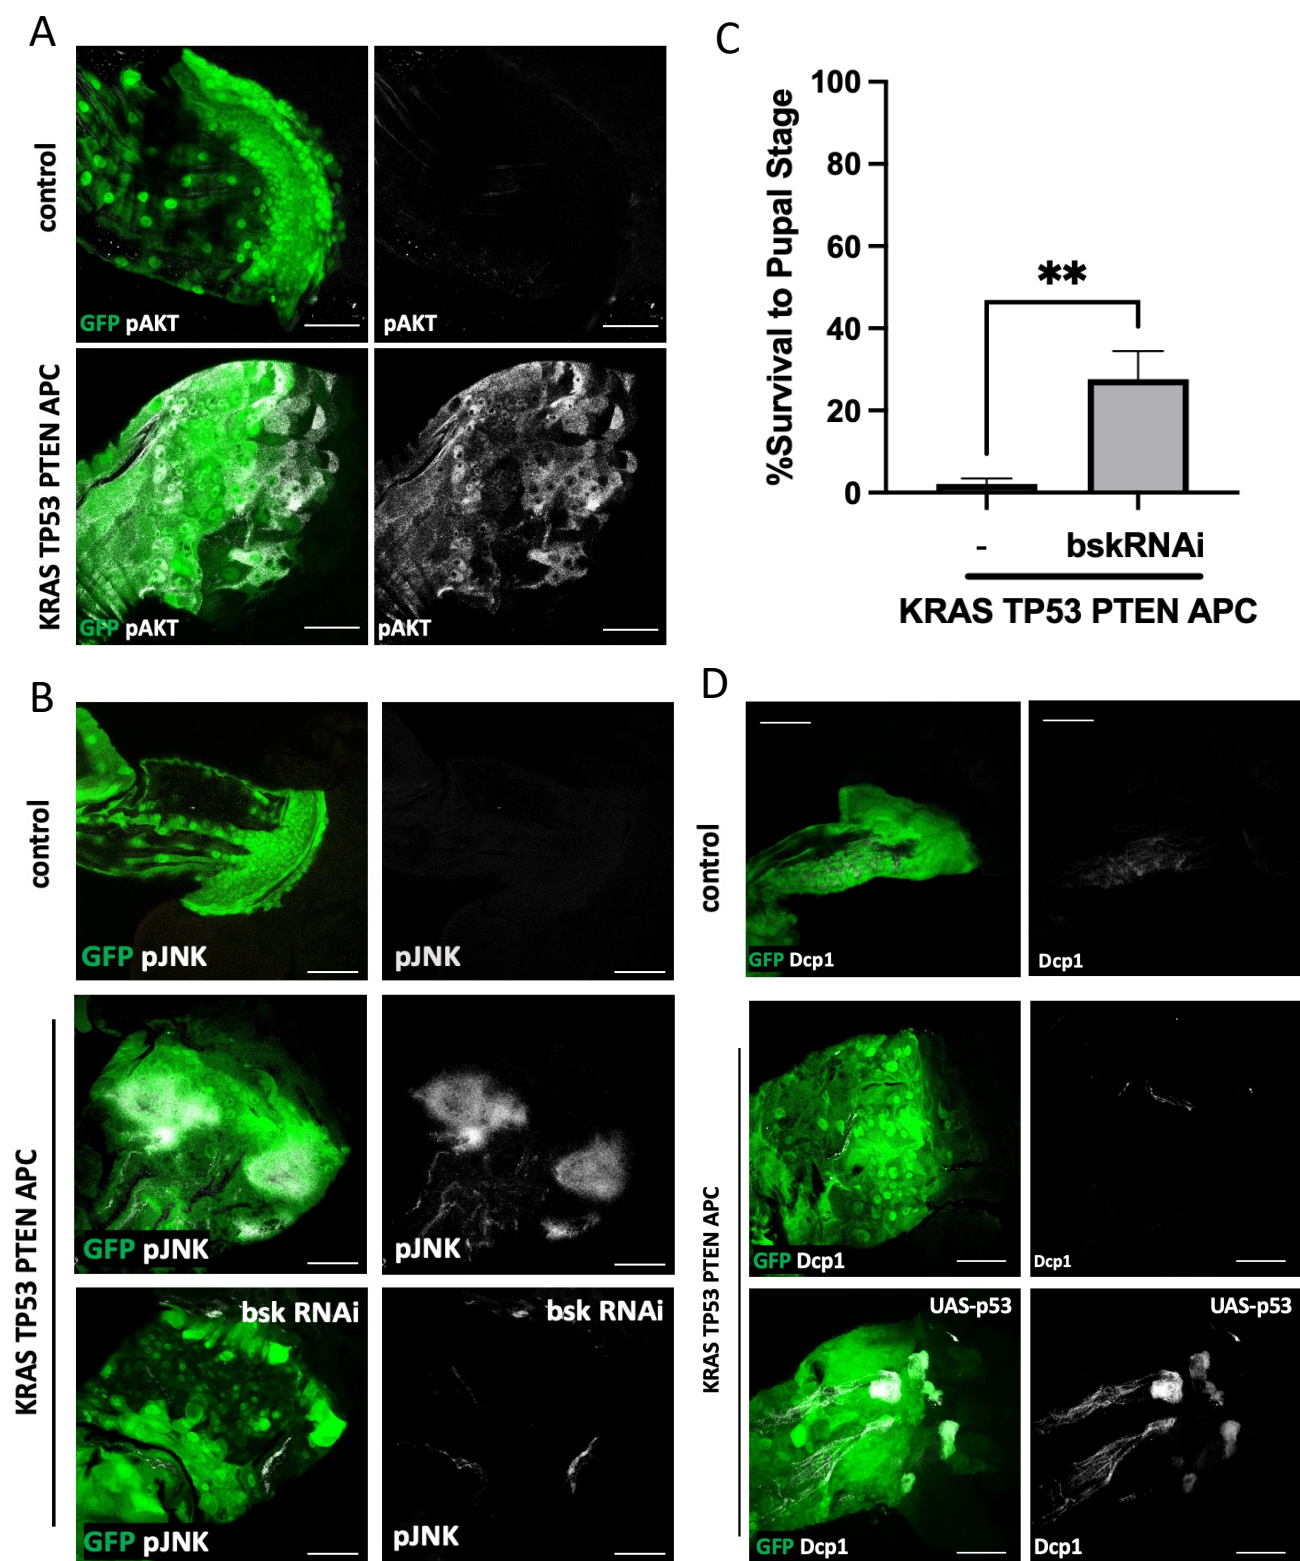 A
control
GFP pAKT
pAKT
KRAS TP53 PTEN APC
GFP pAKT
pAKT
B
control
GFP pJNK
pJNK
KRAS TP53 PTEN APC
GFP pJNK
pJNK
bsk RNAi
bsk RNAi
GFP pJNK
pJNK
C
%Survival to Pupal Stage
100
80
60
40
20
0
**
-
bskRNAi
KRAS TP53 PTEN APC
D
control
GFP Dcp1
Dcp1
KRAS TP53 PTEN APC
GFP Dcp1
Dcp1
UAS-p53
UAS-p53
GFP Dcp1
Dcp1